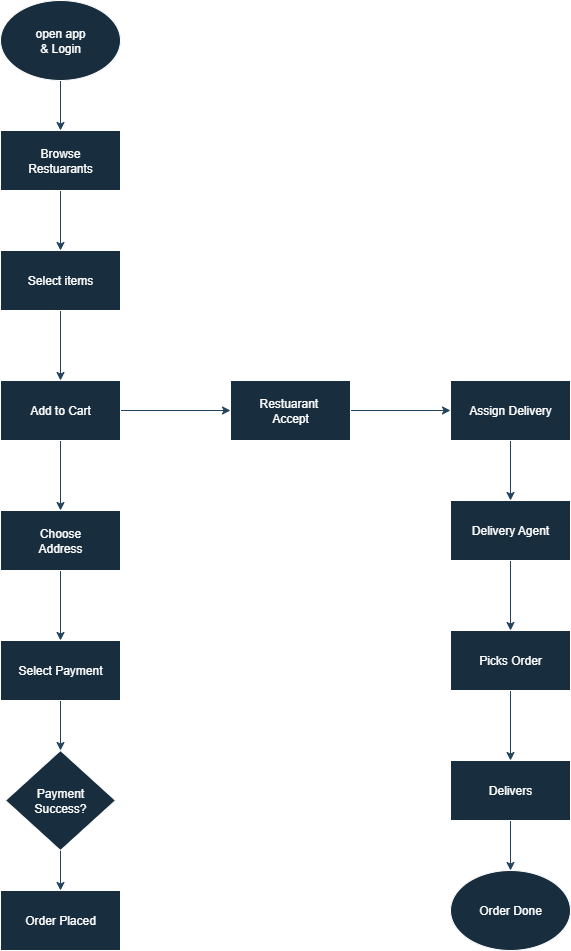 open app
& Login
Browse
Restuarants
Select items
Add to Cart
Restuarant
Accept
Assign Delivery
Choose
Address
Delivery Agent
Select Payment
Picks Order
Payment
Success?
Delivers
Order Placed
Order Done